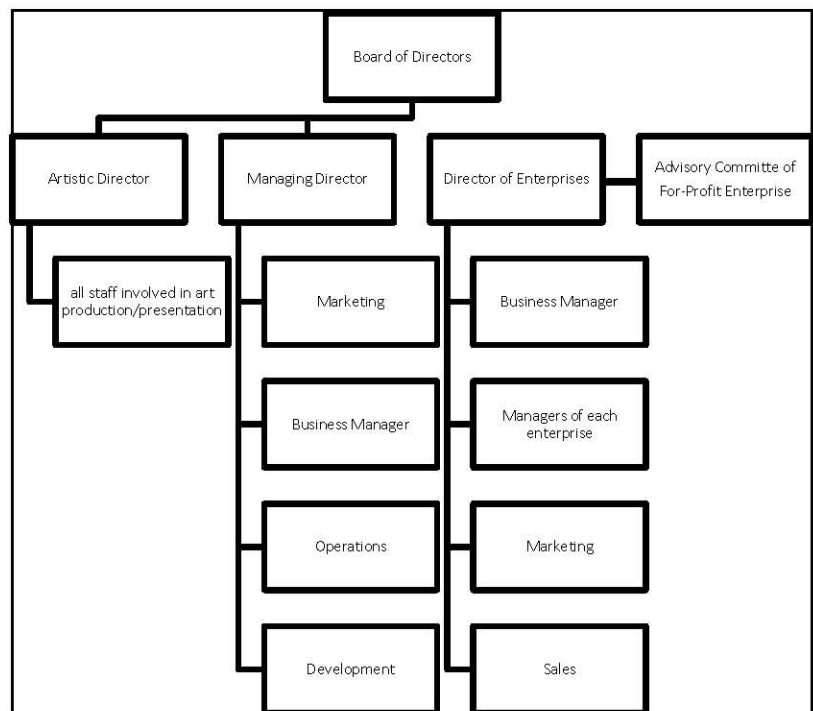 Board of Directors
Artistic Director
Managing Director
Director of Enterprises
Advisory Committe of
For-Profit Enterprise
all staff involved in art
production/presentation
Marketing
Business Manager
Business Manager
Managers of each
enterprise
Operations
Marketing
Development
Sales